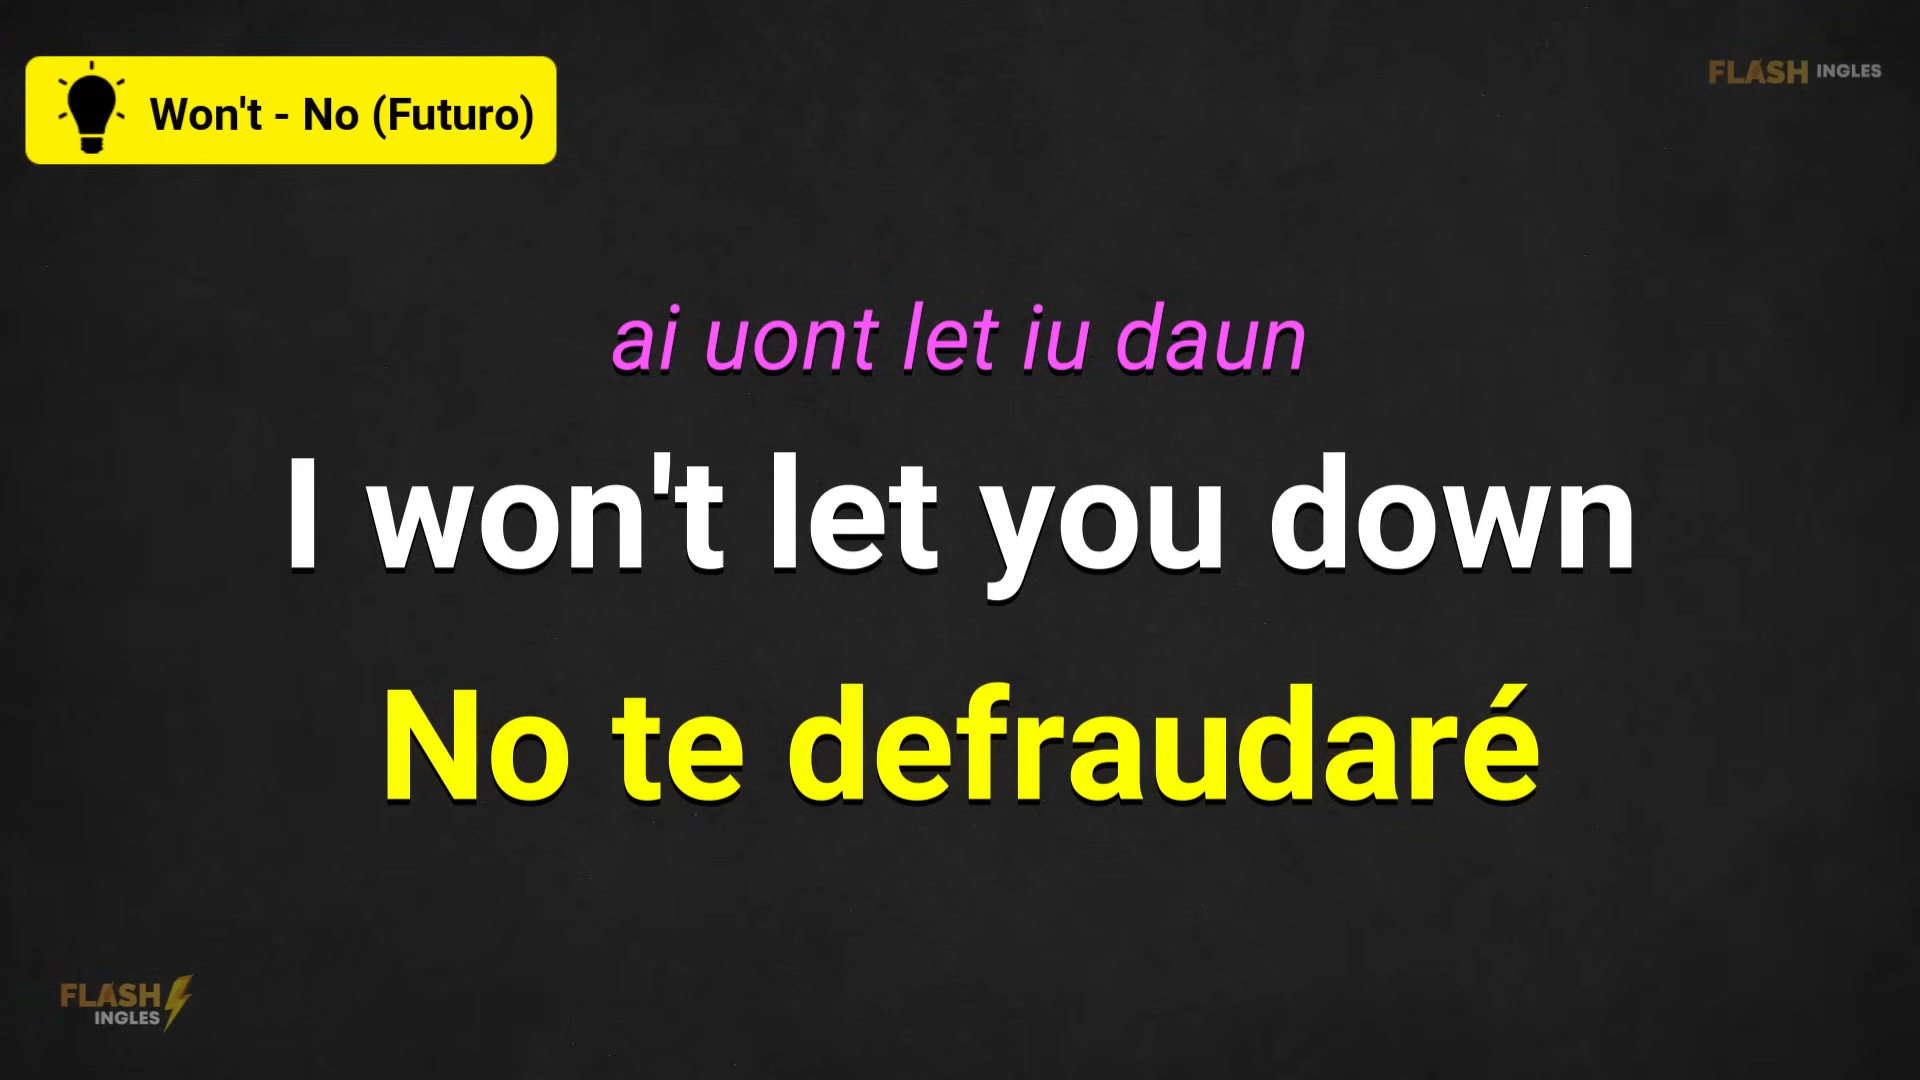 Won't - No (Futuro)
FLASH INGLES
ai uont let iu daun
I won't let you down
No te defraudaré
FLASH
INGLES